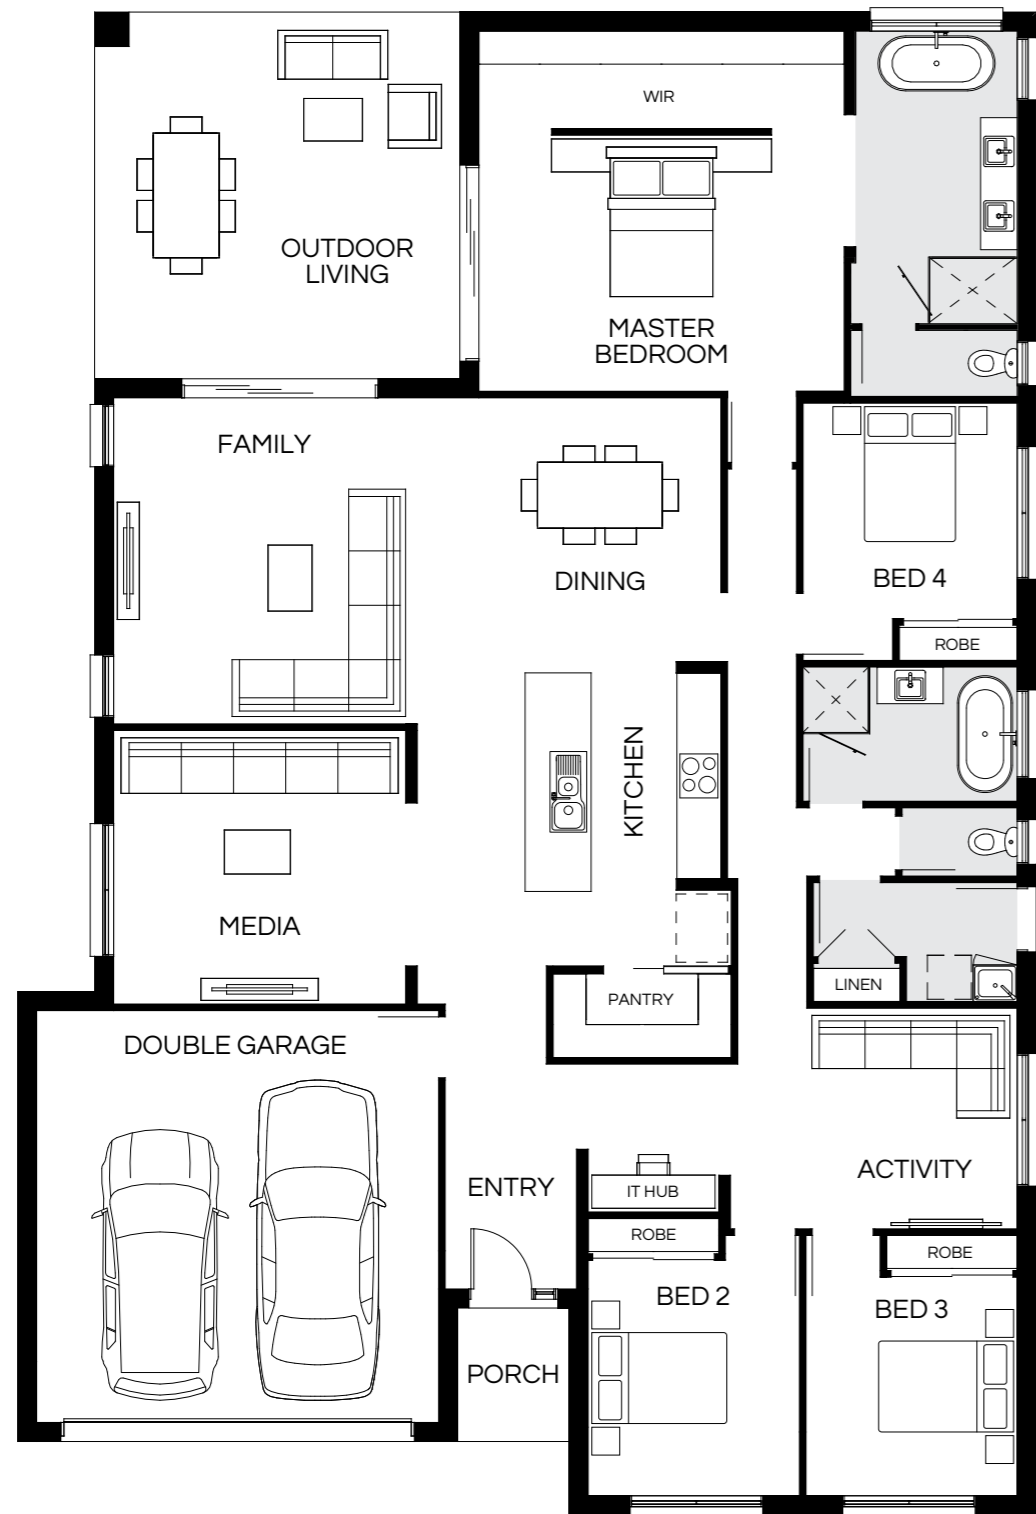 WIR
OUTDOOR
LIVING
MASTER
BEDROOM
FAMILY
DINING
BED 4
ROBE
KITCHEN
MEDIA
LINEN
PANTRY
DOUBLE GARAGE
ACTIVITY
ENTRY
IT HUB
ROBE
ROBE
BED 2
BED 3
PORCH